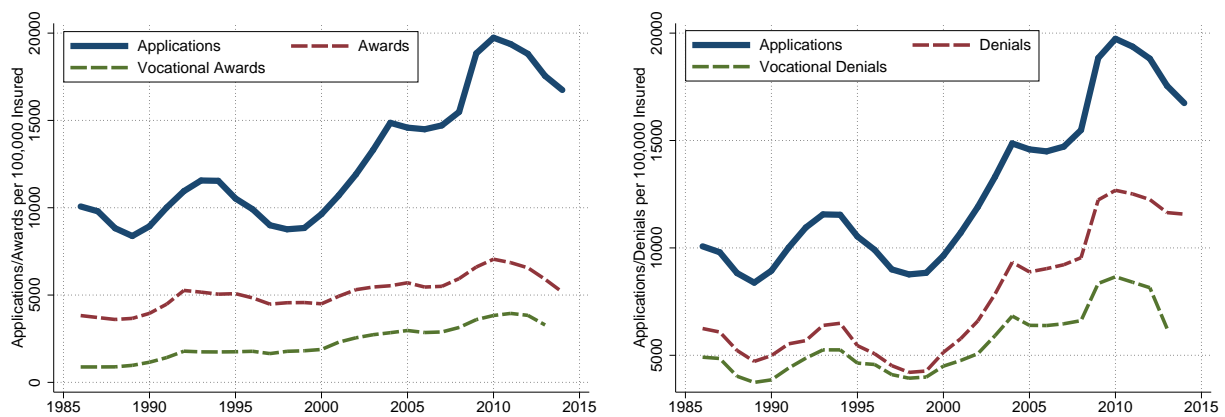 Applications/Awards per 100,000 Insured
20000
15000
10000
5000
0
Applications
Awards
Vocational Awards
1985 1990 1995 2000 2005 2010 2015
Applications/Denials per 100,000 Insured
20000
15000
10000
5000
Applications
Denials
Vocational Denials
1985 1990 1995 2000 2005 2010 2015